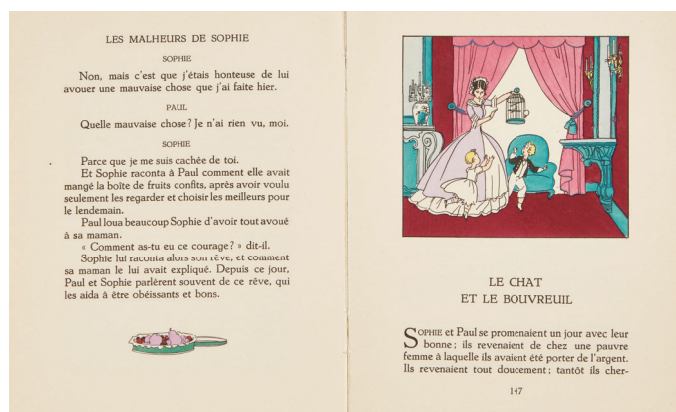 LES MALHEURS DE SOPHIE
SOPHIE
Non, mais c'est que j'étais honteuse de lui
avouer une mauvaise chose que j'ai faite hier.
PAUL
Quelle mauvaise chose ? Je n'ai rien vu, moi.
SOPHIE
Parce que je me suis cachée de toi.
Et Sophie raconta à Paul comment elle avait
mangé la boîte de fruits confits, après avoir voulu
seulement les regarder et choisir les meilleurs pour
le lendemain.
Paul loua beaucoup Sophie d'avoir tout avoué
à sa maman.
« Comment as-tu eu ce courage ? » dit-il.
Sophie lui raconta alors son rêve, et comment
sa maman le lui avait expliqué. Depuis ce jour,
Paul et Sophie parlèrent souvent de ce rêve, qui
les aida à être obéissants et bons.
LE CHAT
ET LE BOUVREUIL
SOPHIE et Paul se promenaient un jour avec leur
bonne ; ils revenaient de chez une pauvre
femme à laquelle ils avaient été porter de l'argent.
Ils revenaient tout doucement ; tantôt ils cher-
147